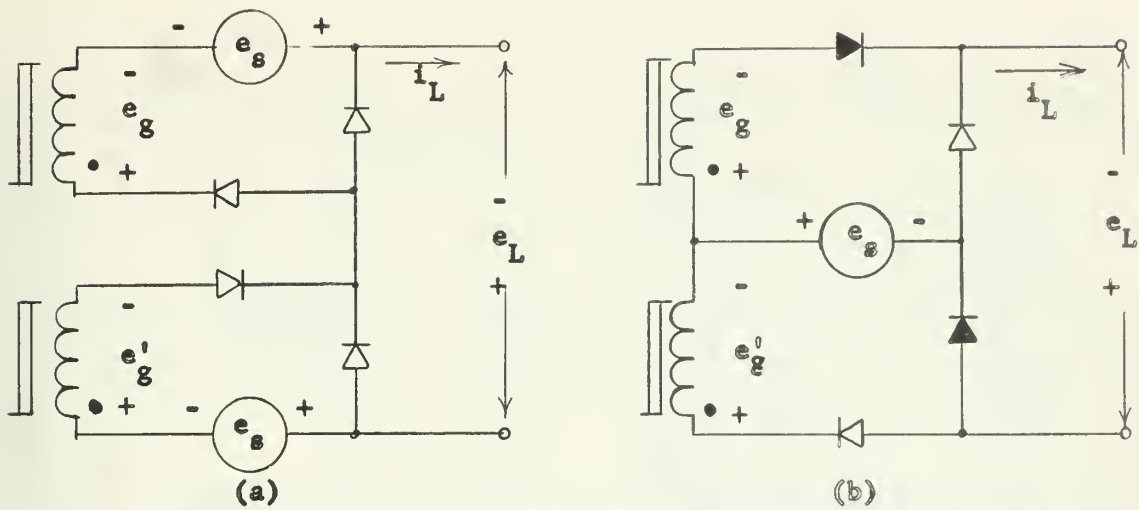 - e_s +
i_L
-
e_g
+
-
e_L
+
-
e'_g
+
- e_s +
(a)
-
e_g
+
i_L
+ e_s -
-
e_L
+
-
e'_g
+
(b)